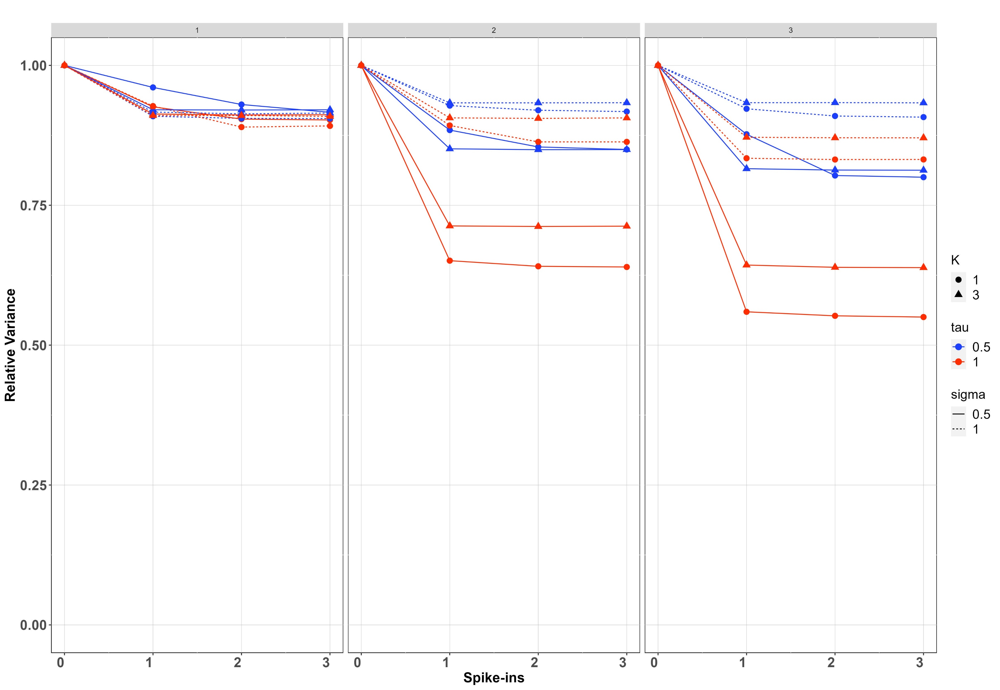 1 2 3
Relative Variance
1.00
0.75
0.50
0.25
0.00
0 1 2 3 0 1 2 3 0 1 2 3
Spike-ins
K
1
3
tau
0.5
1
sigma
0.5
1